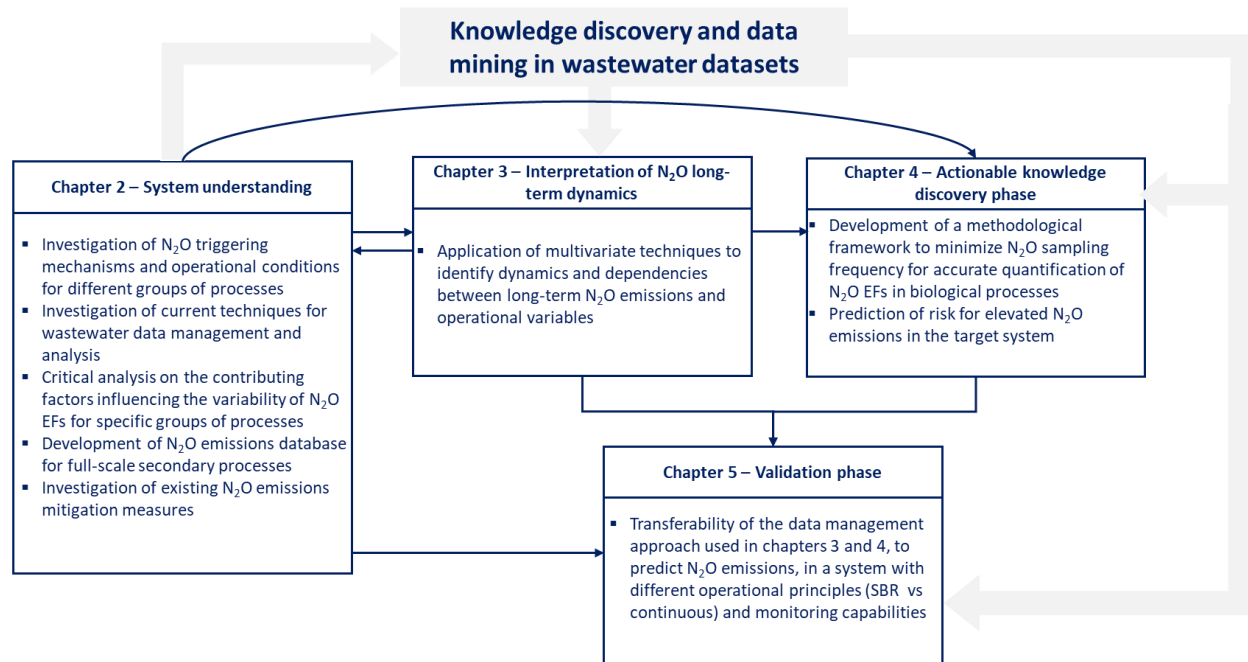 Knowledge discovery and data
mining in wastewater datasets
Chapter 2 – System understanding
▪ Investigation of N₂O triggering
mechanisms and operational conditions
for different groups of processes
▪ Investigation of current techniques for
wastewater data management and
analysis
▪ Critical analysis on the contributing
factors influencing the variability of N₂O
EFs for specific groups of processes
▪ Development of N₂O emissions database
for full-scale secondary processes
▪ Investigation of existing N₂O emissions
mitigation measures
Chapter 3 – Interpretation of N₂O long-
term dynamics
▪ Application of multivariate techniques to
identify dynamics and dependencies
between long-term N₂O emissions and
operational variables
Chapter 4 – Actionable knowledge
discovery phase
▪ Development of a methodological
framework to minimize N₂O sampling
frequency for accurate quantification of
N₂O EFs in biological processes
▪ Prediction of risk for elevated N₂O
emissions in the target system
Chapter 5 – Validation phase
▪ Transferability of the data management
approach used in chapters 3 and 4, to
predict N₂O emissions, in a system with
different operational principles (SBR vs
continuous) and monitoring capabilities